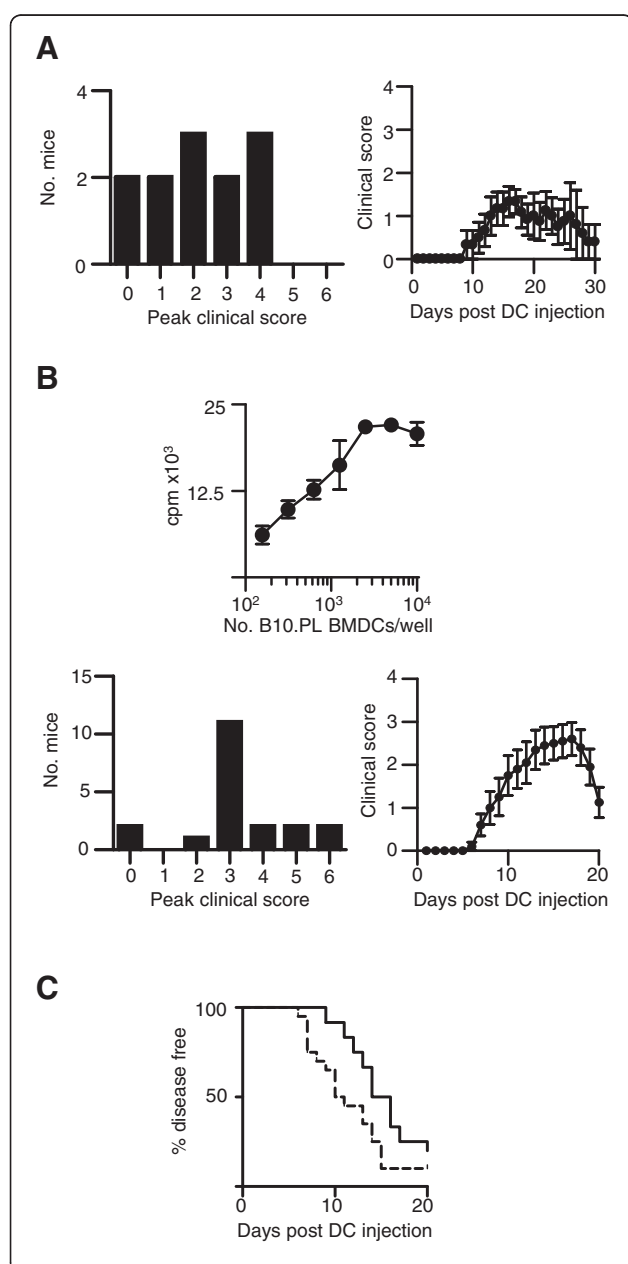 A
No. mice
4
2
0
0 1 2 3 4 5 6
Peak clinical score
Clinical score
4
3
2
1
0
0 10 20 30
Days post DC injection
B
cpm x10³
25
12.5
10² 10³ 10⁴
No. B10.PL BMDCs/well
No. mice
15
10
5
0
0 1 2 3 4 5 6
Peak clinical score
Clinical score
4
3
2
1
0
0 10 20
Days post DC injection
C
% disease free
100
50
0 10 20
Days post DC injection